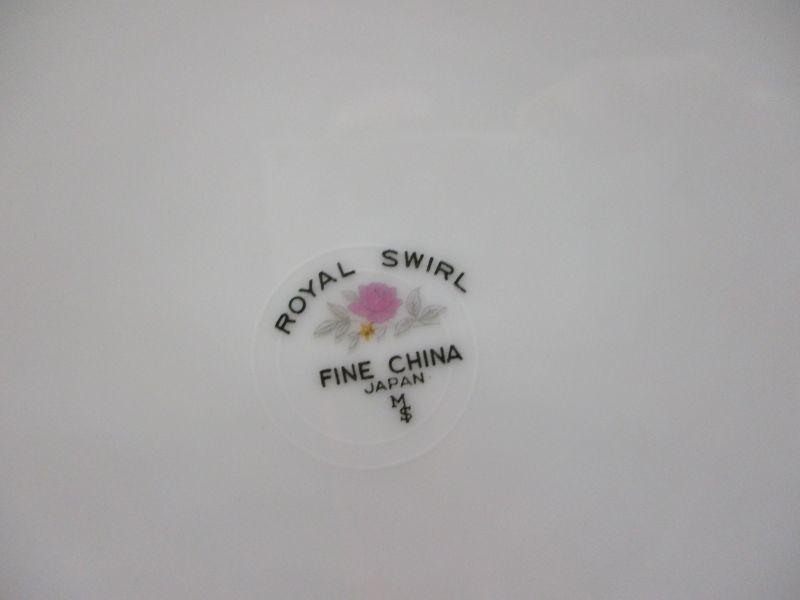 ROYAL SWIRL
FINE CHINA
JAPAN
M
S